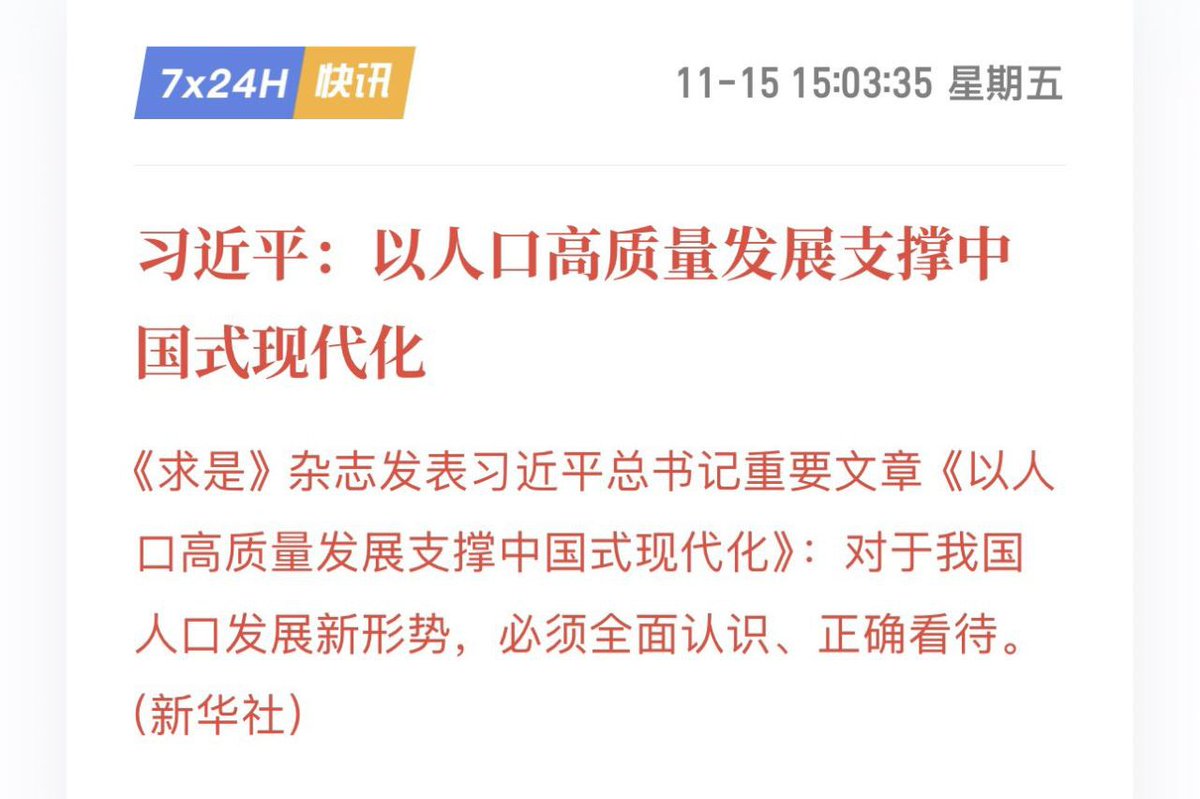 7x24H 快讯
11-15 15:03:35 星期五
习近平：以人口高质量发展支撑中
国式现代化
《求是》杂志发表习近平总书记重要文章《以人
口高质量发展支撑中国式现代化》：对于我国
人口发展新形势，必须全面认识、正确看待。
(新华社)